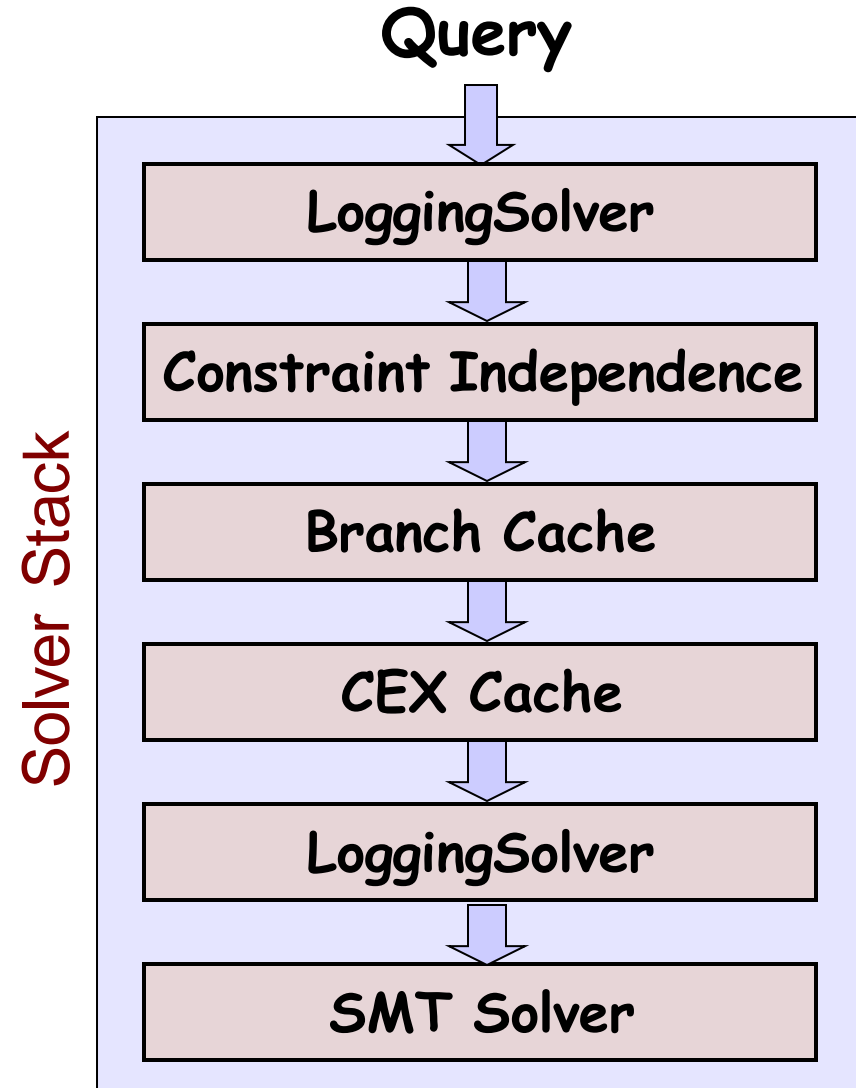 Query
LoggingSolver
Constraint Independence
Branch Cache
CEX Cache
LoggingSolver
SMT Solver
Solver Stack